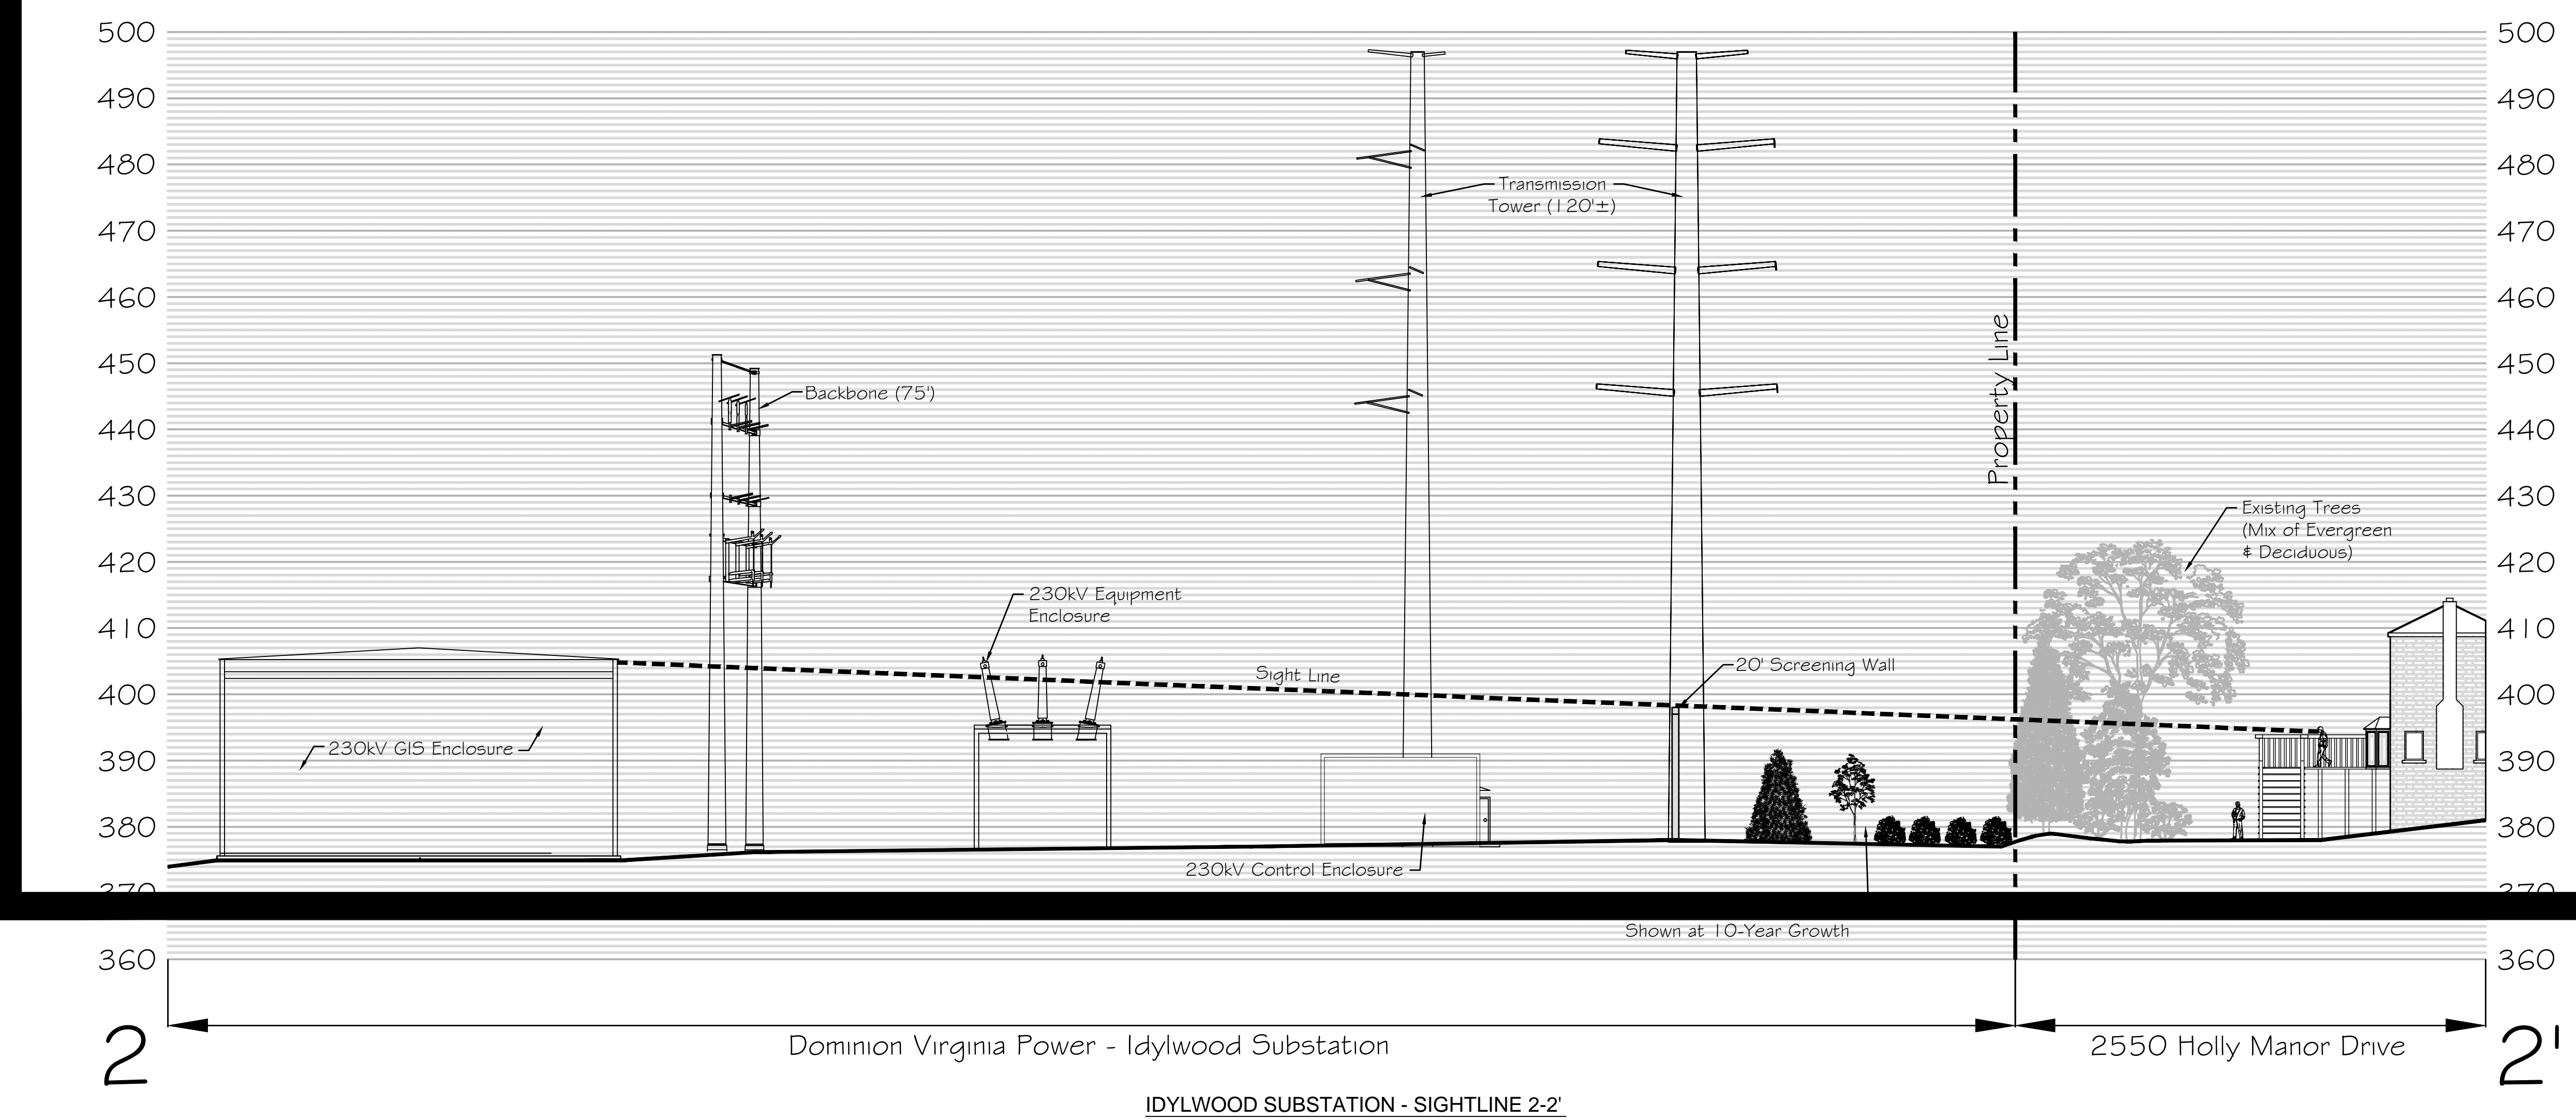 500
500
490
490
480
480
Transmission
Tower (120'±)
470
470
460
460
Property Line
450
450
Backbone (75')
440
440
430
430
Existing Trees
(Mix of Evergreen
& Deciduous)
420
420
230kV Equipment
Enclosure
410
410
20' Screening Wall
Sight Line
400
400
230kV GIS Enclosure
390
390
380
380
230kV Control Enclosure
370
370
Shown at 10-Year Growth
360
360
2
Dominion Virginia Power - Idylwood Substation
2550 Holly Manor Drive
2'
IDYLWOOD SUBSTATION - SIGHTLINE 2-2'